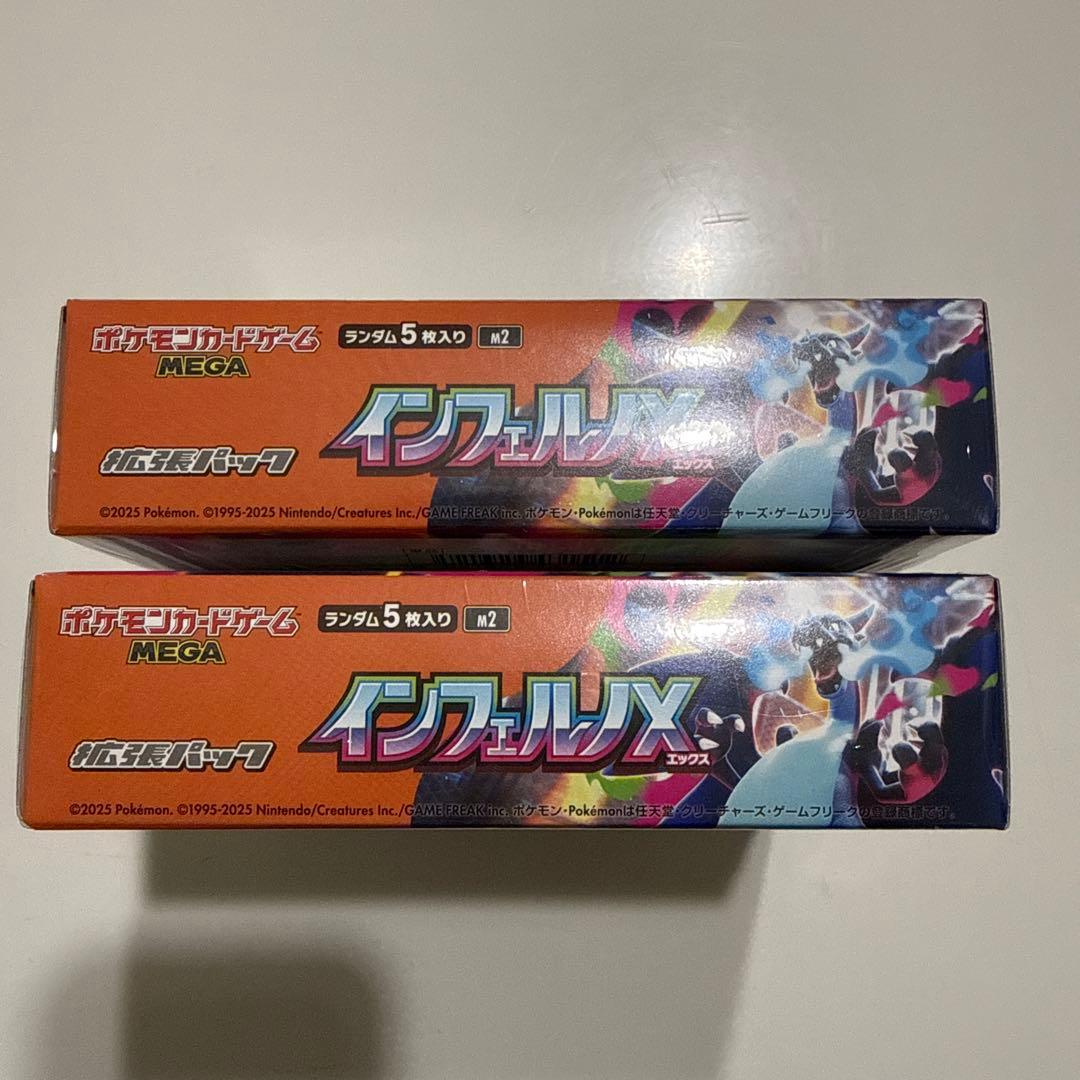 ポケモンカードゲーム
MEGA
ランダム5枚入り
M2
インフェルノX
エックス
拡張パック
©2025 Pokémon. ©1995-2025 Nintendo/Creatures Inc./GAME FREAK inc. ポケモン・Pokémonは任天堂・クリーチャーズ・ゲームフリークの登録商標です。
ポケモンカードゲーム
MEGA
ランダム5枚入り
M2
インフェルノX
エックス
拡張パック
©2025 Pokémon. ©1995-2025 Nintendo/Creatures Inc./GAME FREAK inc. ポケモン・Pokémonは任天堂・クリーチャーズ・ゲームフリークの登録商標です。